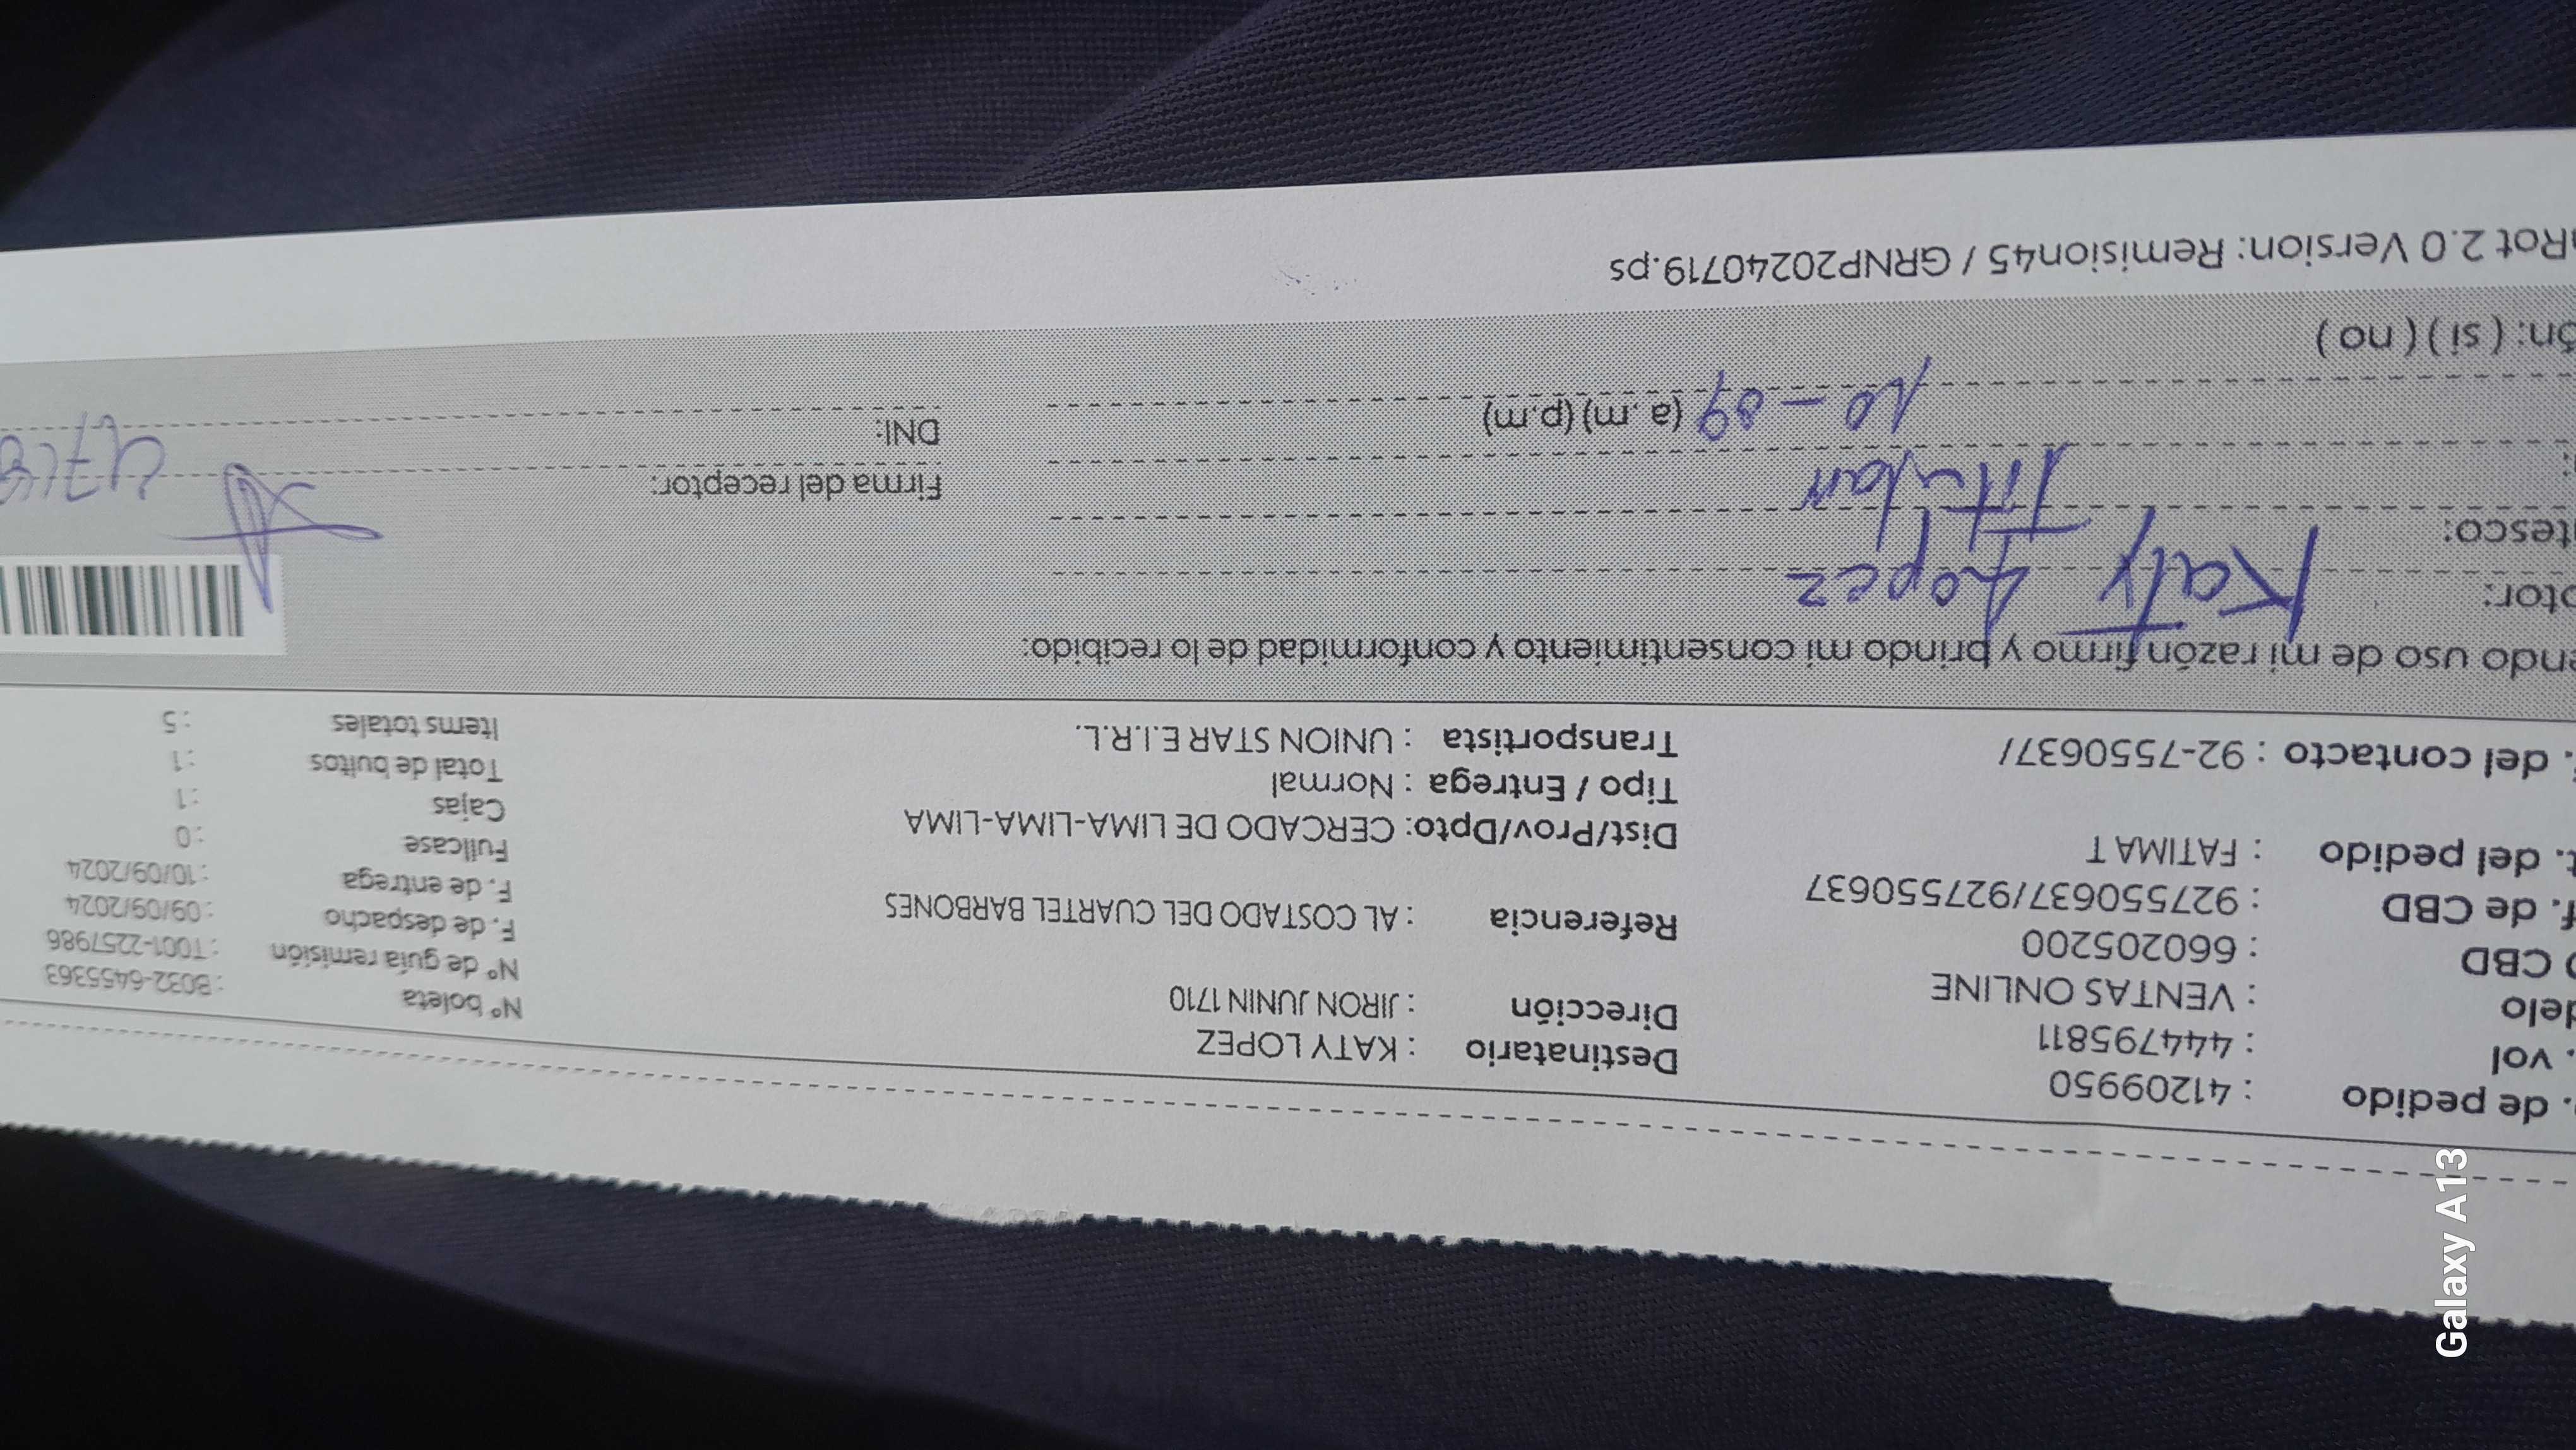 . de pedido : 41209950
. vol : 444795811
delo : VENTAS ONLINE
O CBD : 660205200
f. de CBD : 927550637/927550637
t. del pedido : FATIMA T
. del contacto : 92-7550637/
Destinatario : KATY LOPEZ
Dirección : JIRON JUNIN 1710
Referencia : AL COSTADO DEL CUARTEL BARBONES
Dist/Prov/Dpto: CERCADO DE LIMA-LIMA-LIMA
Tipo / Entrega : Normal
Transportista : UNION STAR E.I.R.L.
N° boleta : B032-6455363
N° de guía remisión : T001-2257986
F. de despacho : 09/09/2024
F. de entrega : 10/09/2024
Fullcase : 0
Cajas : 1
Total de bultos : 1
Items totales : 5
endo uso de mi razón firmo y brindo mi consentimiento y conformidad de lo recibido:
ptor: Katy Lopez
tesco: Titular
: 10-09 (a.m) (p.m)
ón: ( si ) ( no )
Firma del receptor:
DNI:
Rot 2.0 Version: Remision45 / GRNP20240719.ps
Galaxy A13